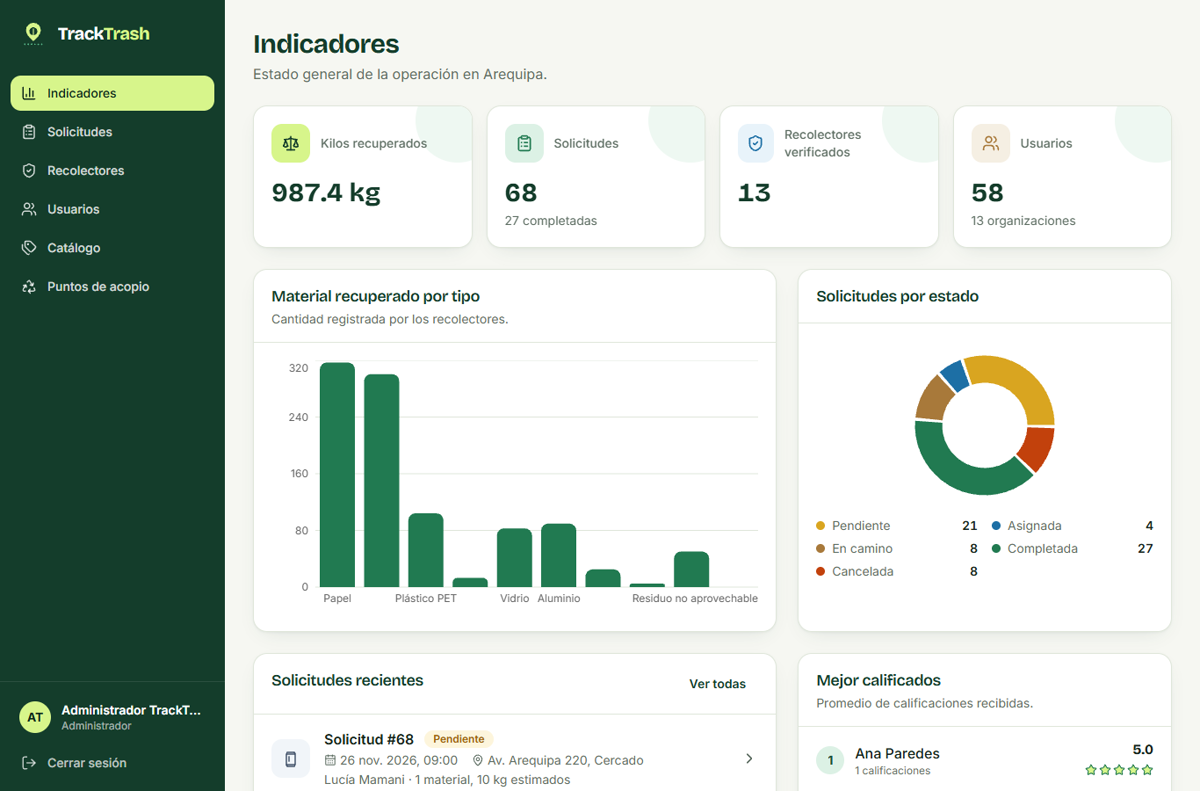 TrackTrash
Indicadores
Solicitudes
Recolectores
Usuarios
Catálogo
Puntos de acopio
AT
Administrador TrackT...
Administrador
Cerrar sesión
Indicadores
Estado general de la operación en Arequipa.
Kilos recuperados
987.4 kg
Solicitudes
68
27 completadas
Recolectores
verificados
13
Usuarios
58
13 organizaciones
Material recuperado por tipo
Cantidad registrada por los recolectores.
320
240
160
80
0
Papel
Plástico PET
Vidrio
Aluminio
Residuo no aprovechable
Solicitudes por estado
Pendiente 21
Asignada 4
En camino 8
Completada 27
Cancelada 8
Solicitudes recientes
Ver todas
Solicitud #68 Pendiente
26 nov. 2026, 09:00 Av. Arequipa 220, Cercado
Lucía Mamani · 1 material, 10 kg estimados
Mejor calificados
Promedio de calificaciones recibidas.
1
Ana Paredes
1 calificaciones
5.0